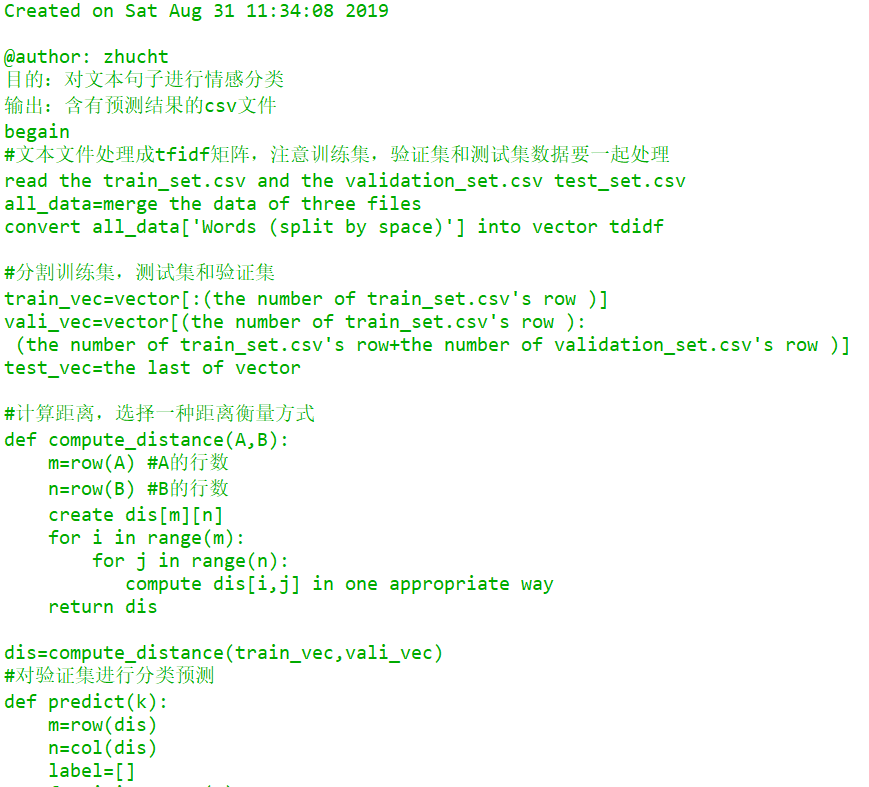 Created on Sat Aug 31 11:34:08 2019
@author: zhucht
目的: 对文本句子进行情感分类
输出: 含有预测结果的csv文件
begain
#文本文件处理成tfidf矩阵，注意训练集，验证集和测试集数据要一起处理
read the train_set.csv and the validation_set.csv test_set.csv
all_data=merge the data of three files
convert all_data['Words (split by space)'] into vector tdidf
#分割训练集，测试集和验证集
train_vec=vector[:(the number of train_set.csv's row )]
vali_vec=vector[(the number of train_set.csv's row ):
 (the number of train_set.csv's row+the number of validation_set.csv's row )]
test_vec=the last of vector
#计算距离，选择一种距离衡量方式
def compute_distance(A,B):
    m=row(A) #A的行数
    n=row(B) #B的行数
    create dis[m][n]
    for i in range(m):
        for j in range(n):
           compute dis[i,j] in one appropriate way
    return dis
dis=compute_distance(train_vec,vali_vec)
#对验证集进行分类预测
def predict(k):
    m=row(dis)
    n=col(dis)
    label=[]